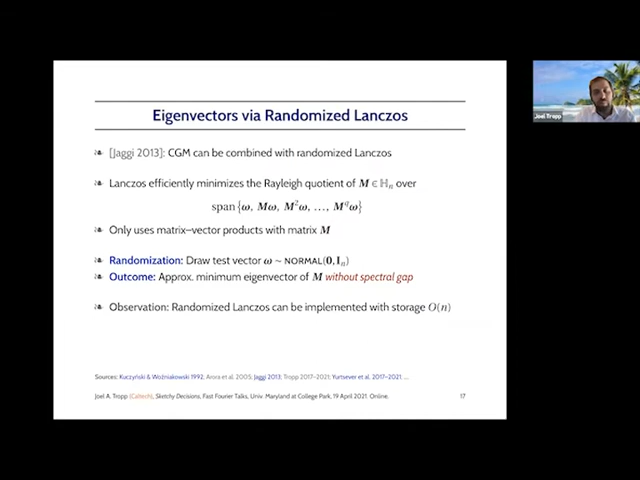 Eigenvectors via Randomized Lanczos
❧ [Jaggi 2013]: CGM can be combined with randomized Lanczos
❧ Lanczos efficiently minimizes the Rayleigh quotient of M ∈ ℍₙ over
span{ω, Mω, M²ω, …, M^q ω}
❧ Only uses matrix–vector products with matrix M
❧ Randomization: Draw test vector ω ~ NORMAL(0, Iₙ)
❧ Outcome: Approx. minimum eigenvector of M without spectral gap
❧ Observation: Randomized Lanczos can be implemented with storage O(n)
Sources: Kuczyński & Woźniakowski 1992; Arora et al. 2005; Jaggi 2013; Tropp 2017–2021; Yurtsever et al. 2017–2021, ...
Joel A. Tropp (Caltech), Sketchy Decisions, Fast Fourier Talks, Univ. Maryland at College Park, 19 April 2021. Online.
17
Joel Tropp